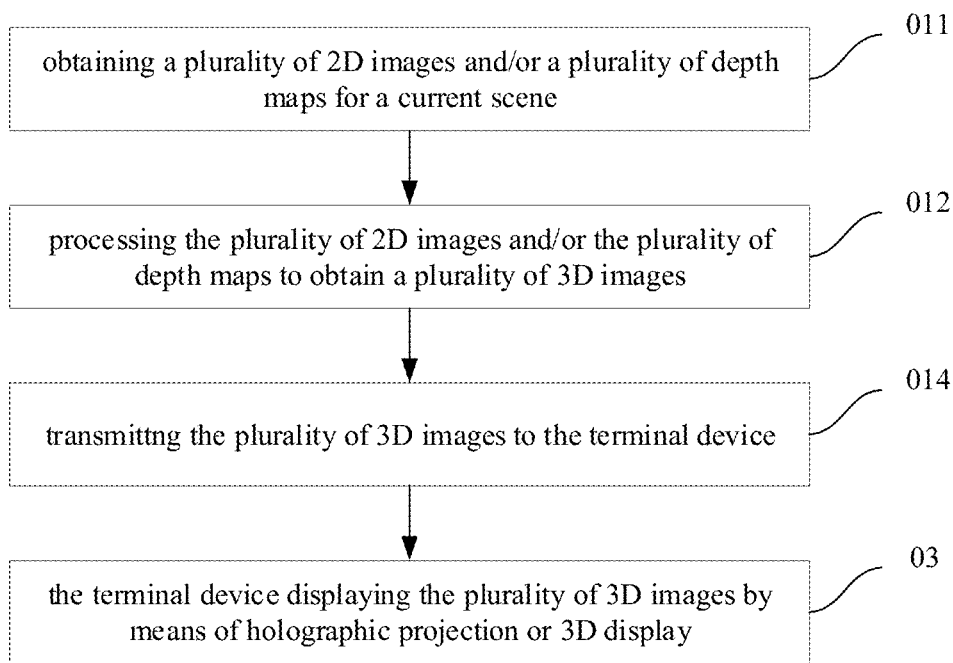 011
obtaining a plurality of 2D images and/or a plurality of depth
maps for a current scene
012
processing the plurality of 2D images and/or the plurality of
depth maps to obtain a plurality of 3D images
014
transmittng the plurality of 3D images to the terminal device
03
the terminal device displaying the plurality of 3D images by
means of holographic projection or 3D display